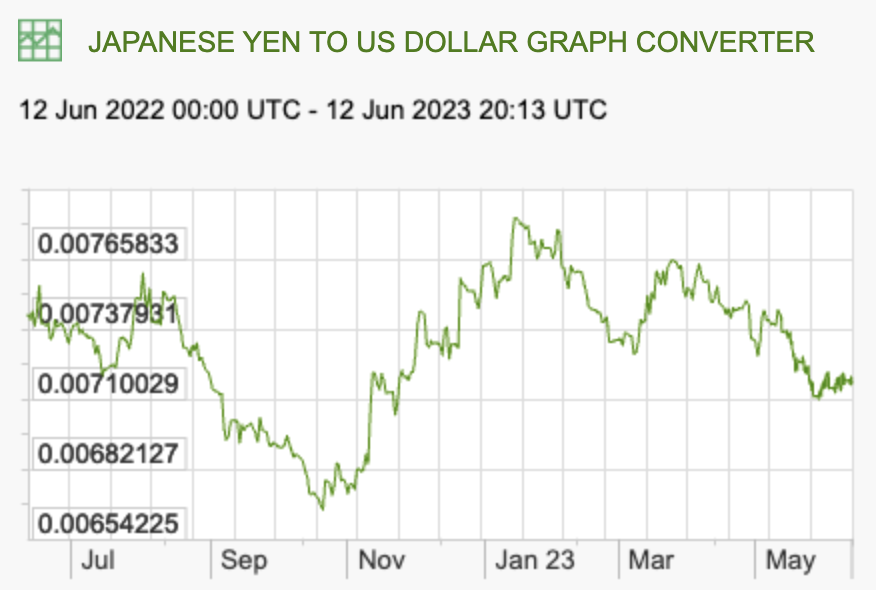 JAPANESE YEN TO US DOLLAR GRAPH CONVERTER
12 Jun 2022 00:00 UTC - 12 Jun 2023 20:13 UTC
0.00765833
0.00737931
0.00710029
0.00682127
0.00654225
Jul Sep Nov Jan 23 Mar May